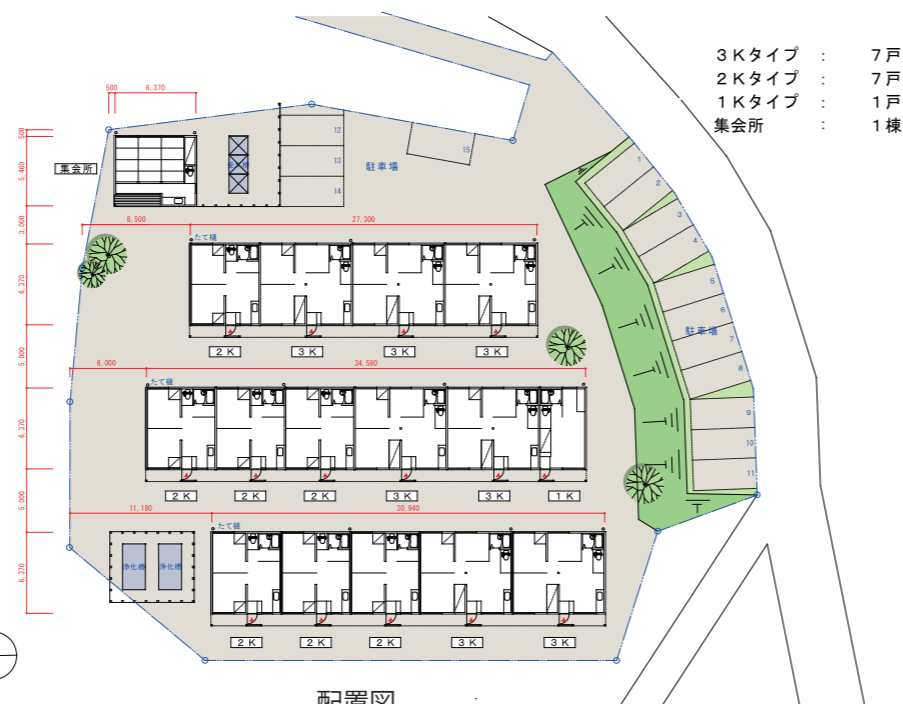 3Kタイプ : 7戸
2Kタイプ : 7戸
1Kタイプ : 1戸
集会所 : 1棟
500 6,370
500
5,460
3,000
6,370
5,000
6,370
5,000
6,370
集会所
12
13
14
15
駐車場
1
2
3
4
5
6
7
8
9
10
11
駐車場
8,500 27,300
たて樋
2K 3K 3K 3K
6,000 34,580
たて樋
2K 2K 2K 3K 3K 1K
11,180 30,940
たて樋
浄化槽 浄化槽
2K 2K 2K 3K 3K
配置図